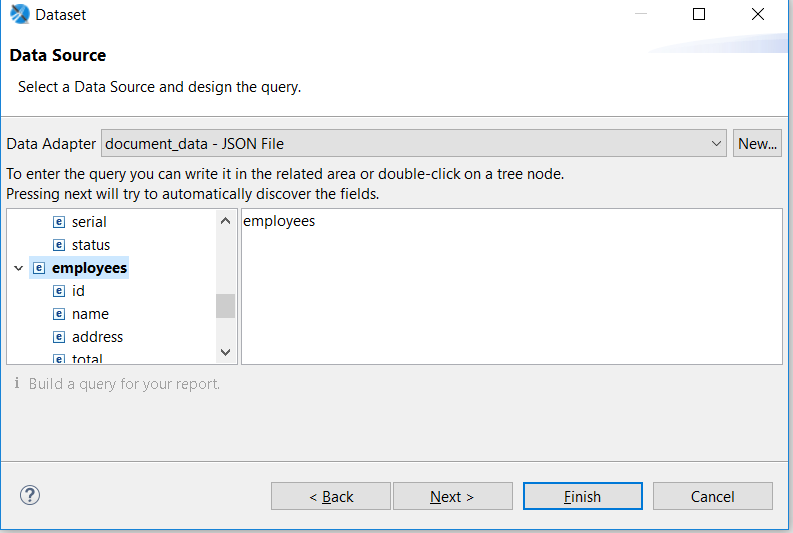 Dataset
Data Source
Select a Data Source and design the query.
Data Adapter document_data - JSON File New...
To enter the query you can write it in the related area or double-click on a tree node.
Pressing next will try to automatically discover the fields.
e serial employees
e status
e employees
e id
e name
e address
e total
i Build a query for your report.
? < Back Next > Finish Cancel